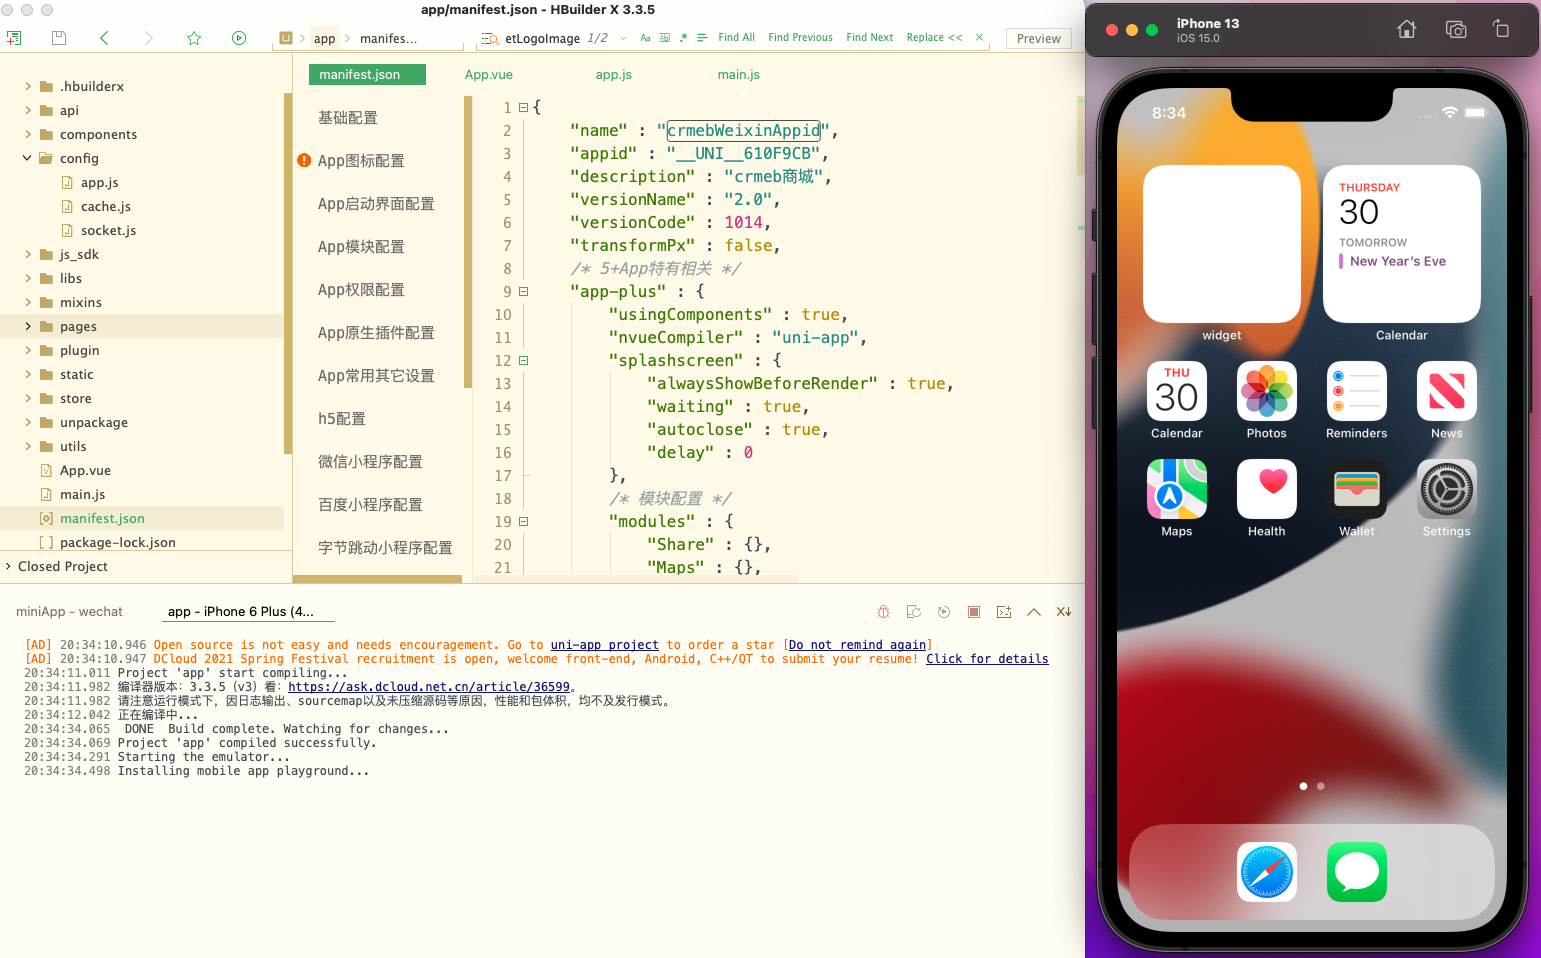 app/manifest.json - HBuilder X 3.3.5
app
manifes...
etLogoImage 1/2
Aa
Find All
Find Previous
Find Next
Replace <<
Preview
.hbuilderx
api
components
config
app.js
cache.js
socket.js
js_sdk
libs
mixins
pages
plugin
static
store
unpackage
utils
App.vue
main.js
manifest.json
package-lock.json
Closed Project
manifest.json
App.vue
app.js
main.js
基础配置
App图标配置
App启动界面配置
App模块配置
App权限配置
App原生插件配置
App常用其它设置
h5配置
微信小程序配置
百度小程序配置
字节跳动小程序配置
1 {
2 "name" : "crmebWeixinAppid",
3 "appid" : "__UNI__610F9CB",
4 "description" : "crmeb商城",
5 "versionName" : "2.0",
6 "versionCode" : 1014,
7 "transformPx" : false,
8 /* 5+App特有相关 */
9 "app-plus" : {
10 "usingComponents" : true,
11 "nvueCompiler" : "uni-app",
12 "splashscreen" : {
13 "alwaysShowBeforeRender" : true,
14 "waiting" : true,
15 "autoclose" : true,
16 "delay" : 0
17 },
18 /* 模块配置 */
19 "modules" : {
20 "Share" : {},
21 "Maps" : {},
miniApp - wechat
app - iPhone 6 Plus (4...
[AD] 20:34:10.946 Open source is not easy and needs encouragement. Go to uni-app project to order a star [Do not remind again]
[AD] 20:34:10.947 DCloud 2021 Spring Festival recruitment is open, welcome front-end, Android, C++/QT to submit your resume! Click for details
20:34:11.011 Project 'app' start compiling...
20:34:11.982 编译器版本：3.3.5（v3）看：https://ask.dcloud.net.cn/article/36599。
20:34:11.982 请注意运行模式下，因日志输出、sourcemap以及未压缩源码等原因，性能和包体积，均不及发行模式。
20:34:12.042 正在编译中...
20:34:34.065 DONE Build complete. Watching for changes...
20:34:34.069 Project 'app' compiled successfully.
20:34:34.291 Starting the emulator...
20:34:34.498 Installing mobile app playground...
iPhone 13
iOS 15.0
8:34
THURSDAY
30
TOMORROW
New Year's Eve
widget
Calendar
THU
30
Calendar
Photos
Reminders
News
Maps
Health
Wallet
Settings